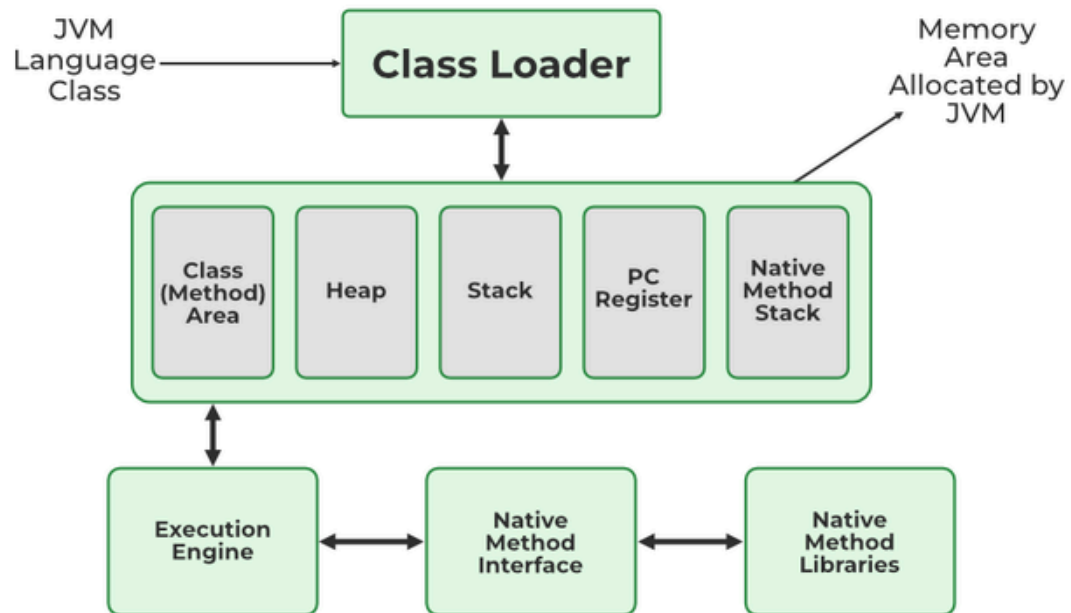 JVM
Language
Class
Class Loader
Memory
Area
Allocated by
JVM
Class
(Method)
Area
Heap
Stack
PC
Register
Native
Method
Stack
Execution
Engine
Native
Method
Interface
Native
Method
Libraries